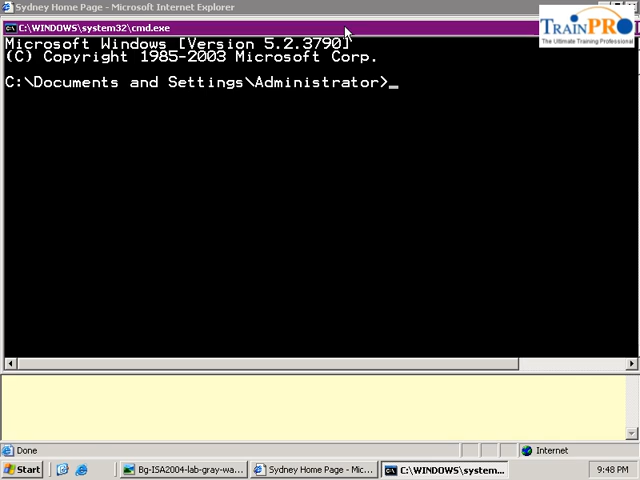 Sydney Home Page - Microsoft Internet Explorer
TRAINPRO
The Ultimate Training Company
C:\WINDOWS\system32\cmd.exe
Microsoft Windows [Version 5.2.3790]
(C) Copyright 1985-2003 Microsoft Corp.
C:\Documents and Settings\Administrator>_
Done
Internet
Start
Bg-ISA2004-lab-gray-wa...
Sydney Home Page - Mic...
C:\WINDOWS\system...
9:48 PM